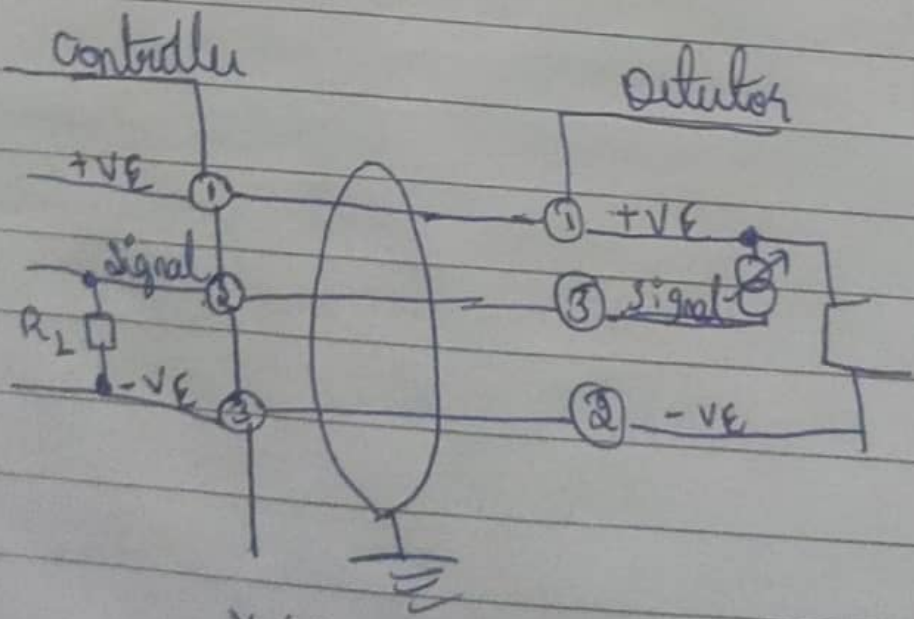 Controller
Detector
+VE ① ① +VE
Signal ② ③ Signal
RL
-VE ③ ② -VE